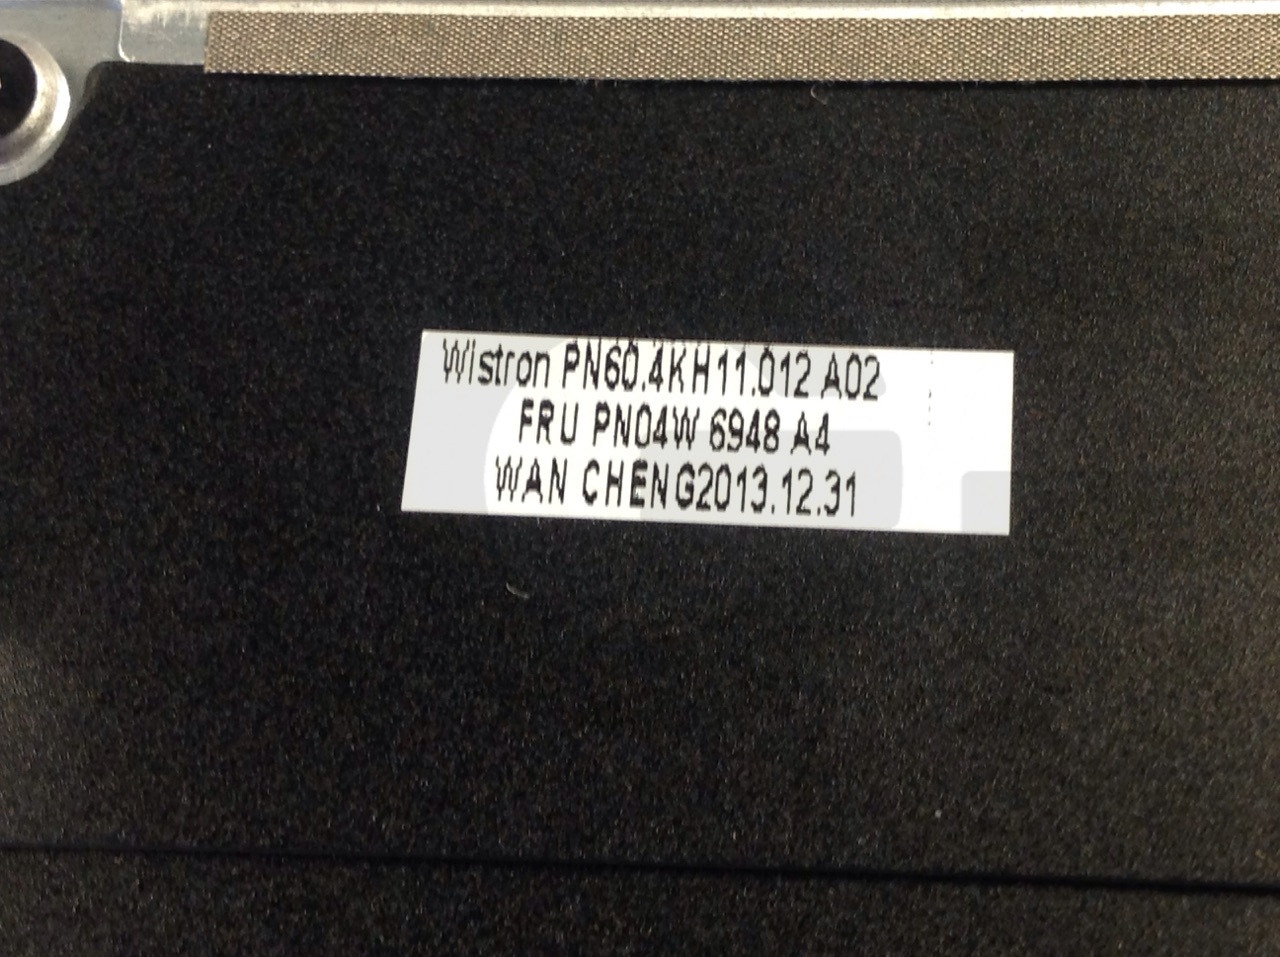 Wistron PN60.4KH11.012 A02
FRU PN04W 6948 A4
WAN CHENG2013.12.31